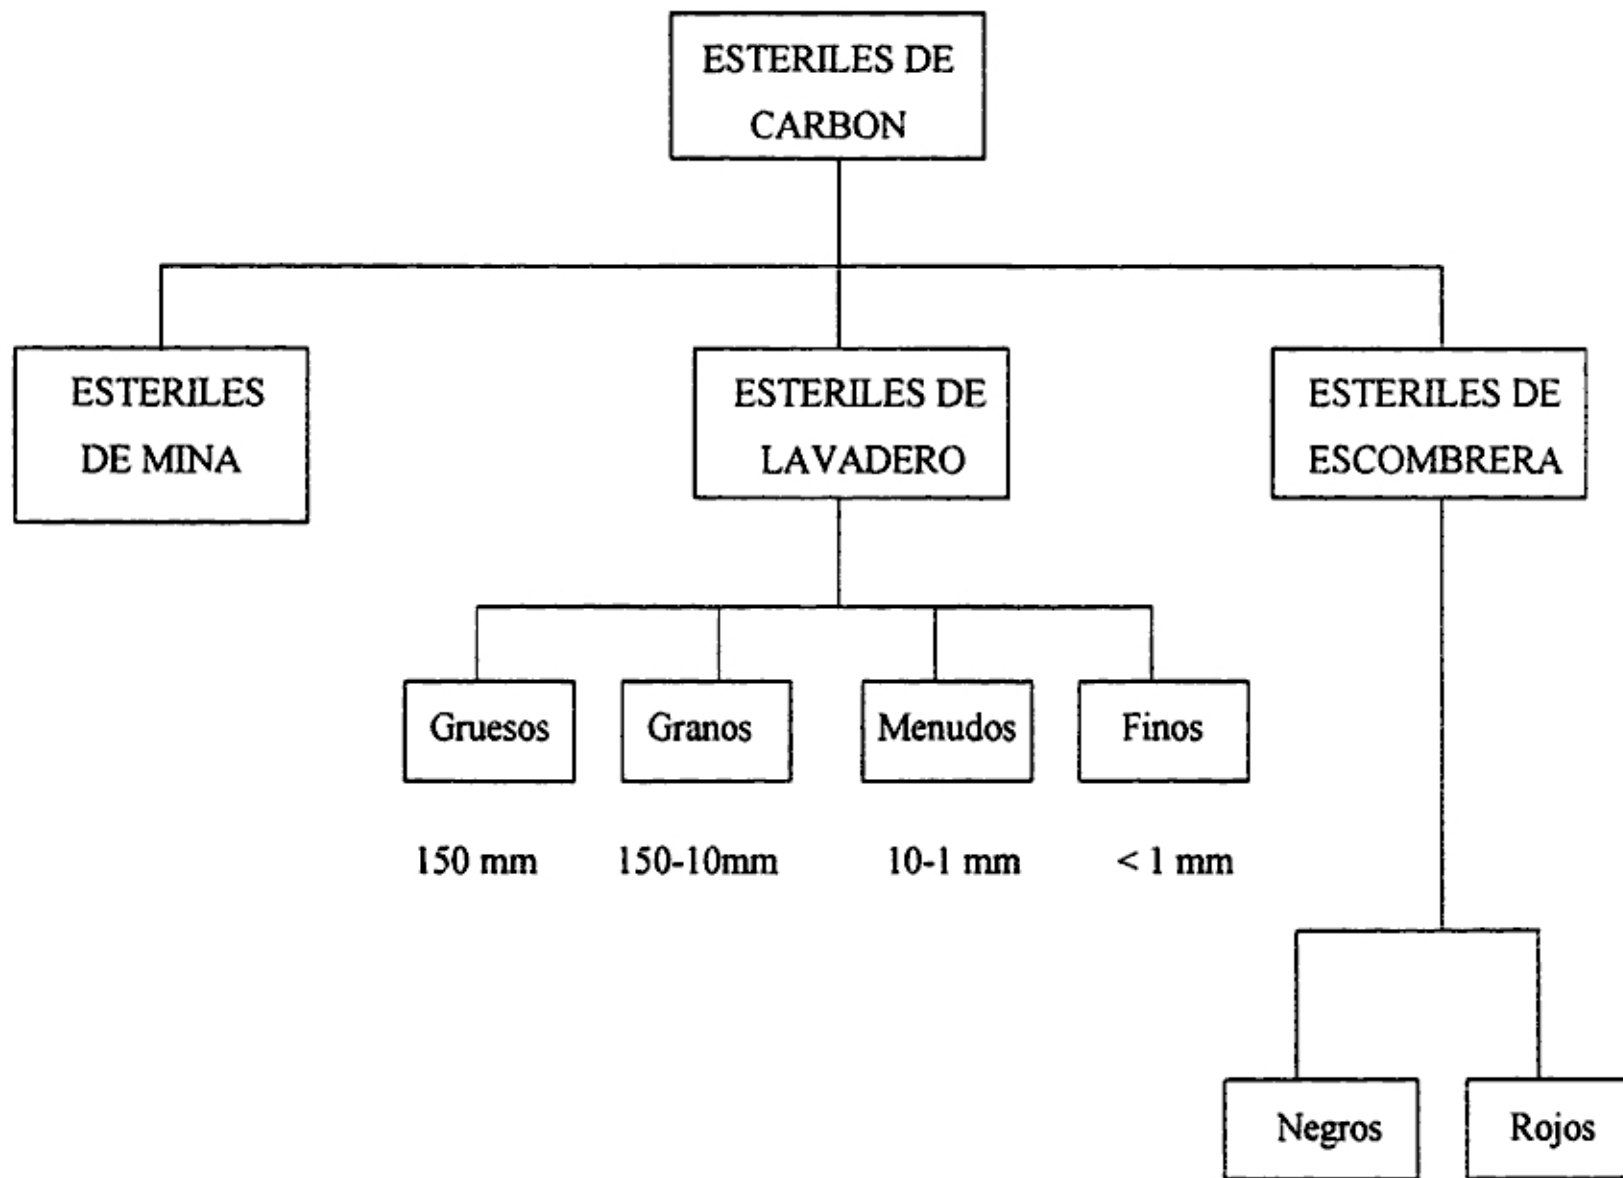 ESTERILES DE
CARBON
ESTERILES
DE MINA
ESTERILES DE
LAVADERO
ESTERILES DE
ESCOMBRERA
Gruesos
Granos
Menudos
Finos
150 mm
150-10mm
10-1 mm
< 1 mm
Negros
Rojos